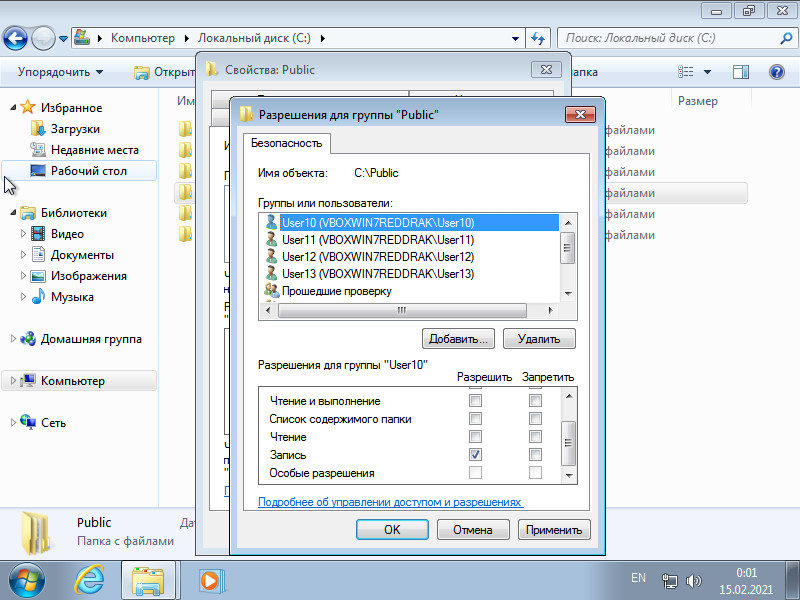 Компьютер
Локальный диск (C:)
Поиск: Локальный диск (C:)
Упорядочить
Открыт
апка
Свойства: Public
Им
Размер
Избранное
Загрузки
Недавние места
Рабочий стол
Библиотеки
Видео
Документы
Изображения
Музыка
Домашняя группа
Компьютер
Сеть
файлами
файлами
файлами
файлами
файлами
файлами
Разрешения для группы "Public"
Безопасность
Имя объекта: C:\Public
Группы или пользователи:
User10 (VBOXWIN7REDDRAK\User10)
User11 (VBOXWIN7REDDRAK\User11)
User12 (VBOXWIN7REDDRAK\User12)
User13 (VBOXWIN7REDDRAK\User13)
Прошедшие проверку
Добавить... Удалить
Разрешения для группы "User10"
Разрешить Запретить
Чтение и выполнение
Список содержимого папки
Чтение
Запись
Особые разрешения
Подробнее об управлении доступом и разрешениях
ОК Отмена Применить
Public Да
Папка с файлами
EN
0:01
15.02.2021